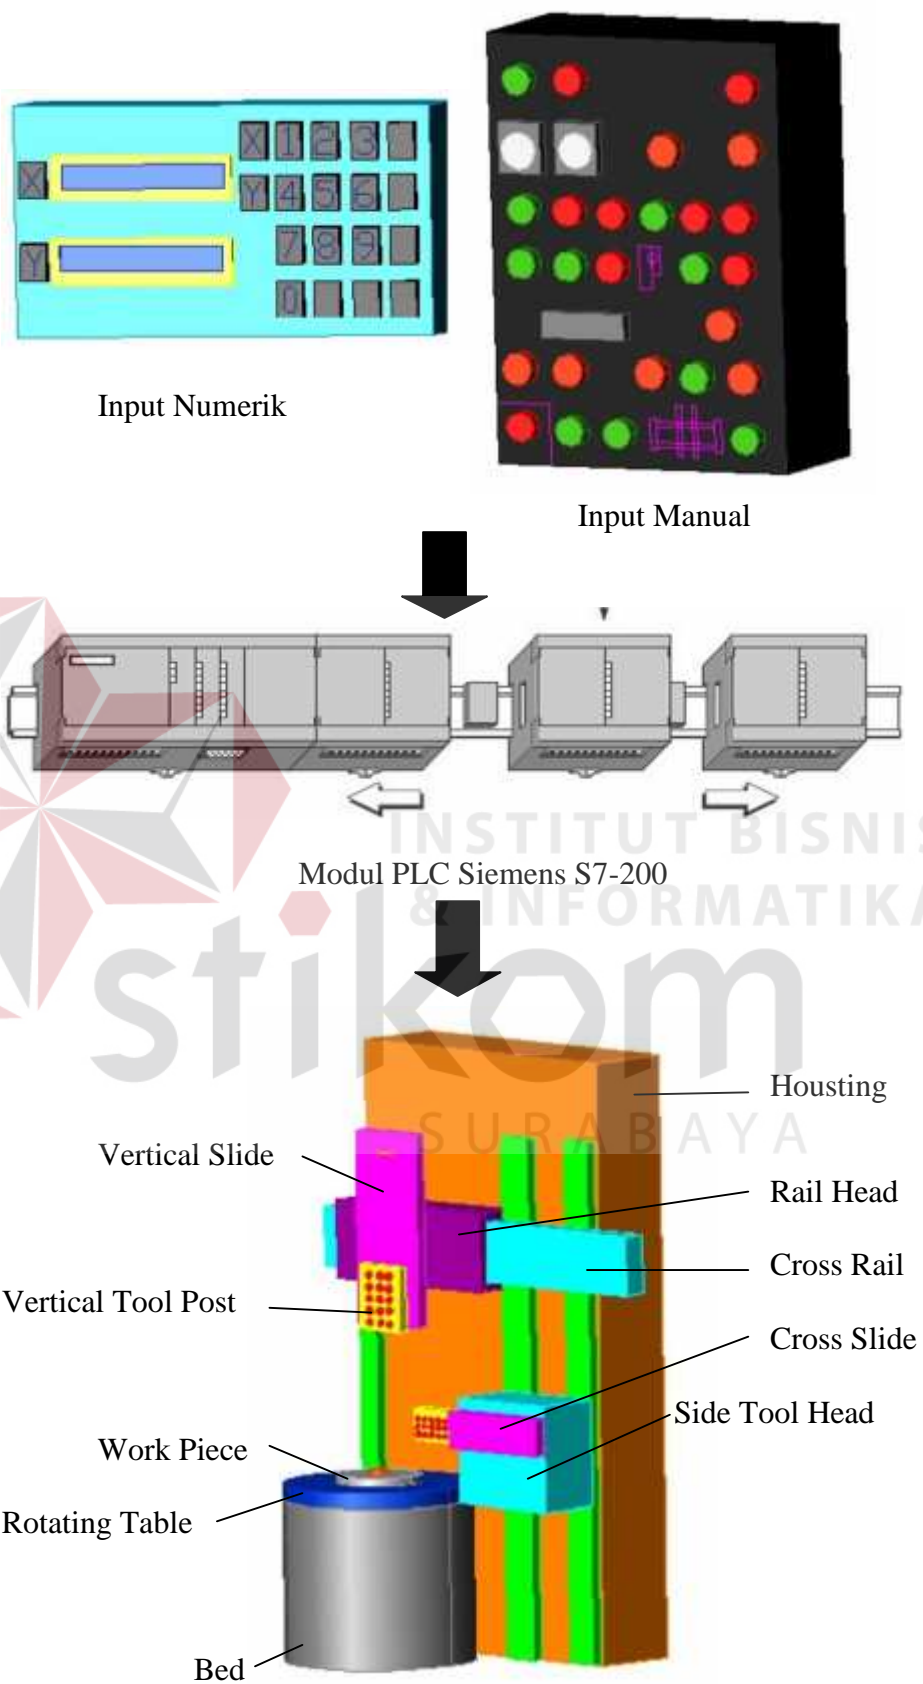 X 1 2 3
X
Y 4 5 6
Y
7 8 9
0
Input Numerik
Input Manual
INSTITUT BISNIS
Modul PLC Siemens S7-200
& INFORMATIKA
stikom
SURABAYA
Housting
Vertical Slide
Rail Head
Cross Rail
Vertical Tool Post
Cross Slide
Side Tool Head
Work Piece
Rotating Table
Bed